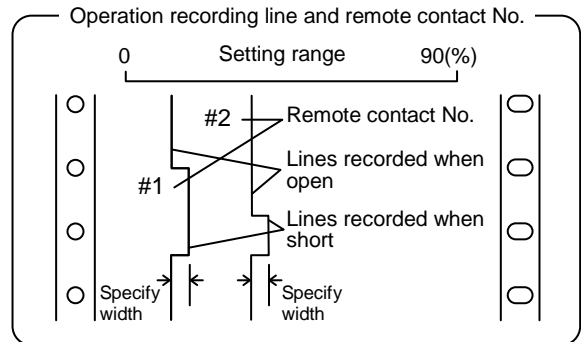 Operation recording line and remote contact No.
0 Setting range 90(%)
#2 Remote contact No.
Lines recorded when
open
#1
Lines recorded when
short
Specify
width
Specify
width